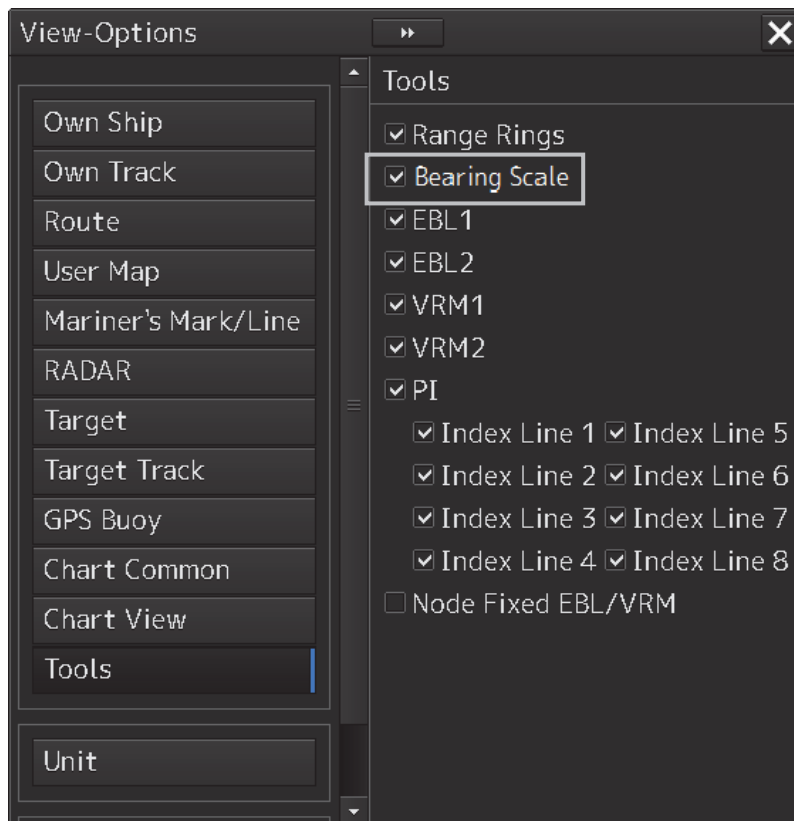 View-Options
Own Ship
Own Track
Route
User Map
Mariner's Mark/Line
RADAR
Target
Target Track
GPS Buoy
Chart Common
Chart View
Tools
Unit
Tools
Range Rings
Bearing Scale
EBL1
EBL2
VRM1
VRM2
PI
Index Line 1 Index Line 5
Index Line 2 Index Line 6
Index Line 3 Index Line 7
Index Line 4 Index Line 8
Node Fixed EBL/VRM